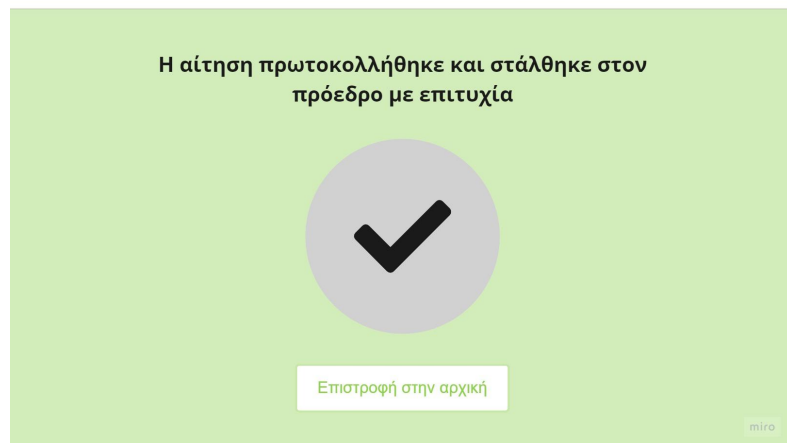 Η αίτηση πρωτοκολλήθηκε και στάλθηκε στον
πρόεδρο με επιτυχία
Επιστροφή στην αρχική
miro